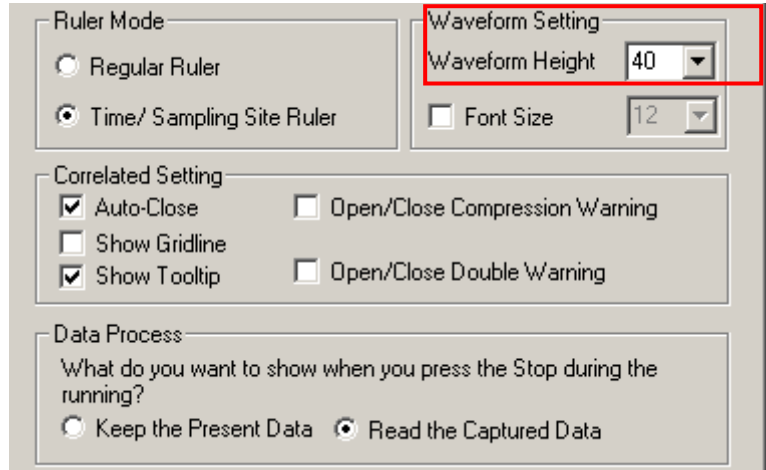 Ruler Mode
Regular Ruler
Time/ Sampling Site Ruler
Waveform Setting
Waveform Height 40
Font Size 12
Correlated Setting
Auto-Close Open/Close Compression Warning
Show Gridline
Show Tooltip Open/Close Double Warning
Data Process
What do you want to show when you press the Stop during the
running?
Keep the Present Data Read the Captured Data